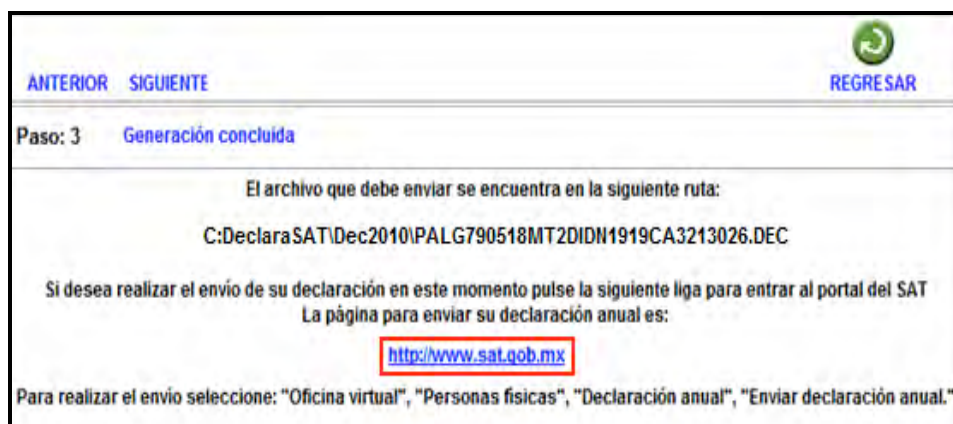 ANTERIOR SIGUIENTE REGRESAR
Paso: 3 Generación concluida
El archivo que debe enviar se encuentra en la siguiente ruta:
C:DeclaraSAT\Dec2010\PALG790518MT2DIDN1919CA3213026.DEC
Si desea realizar el envío de su declaración en este momento pulse la siguiente liga para entrar al portal del SAT
La página para enviar su declaración anual es:
http://www.sat.gob.mx
Para realizar el envío seleccione: "Oficina virtual", "Personas físicas", "Declaración anual", "Enviar declaración anual."